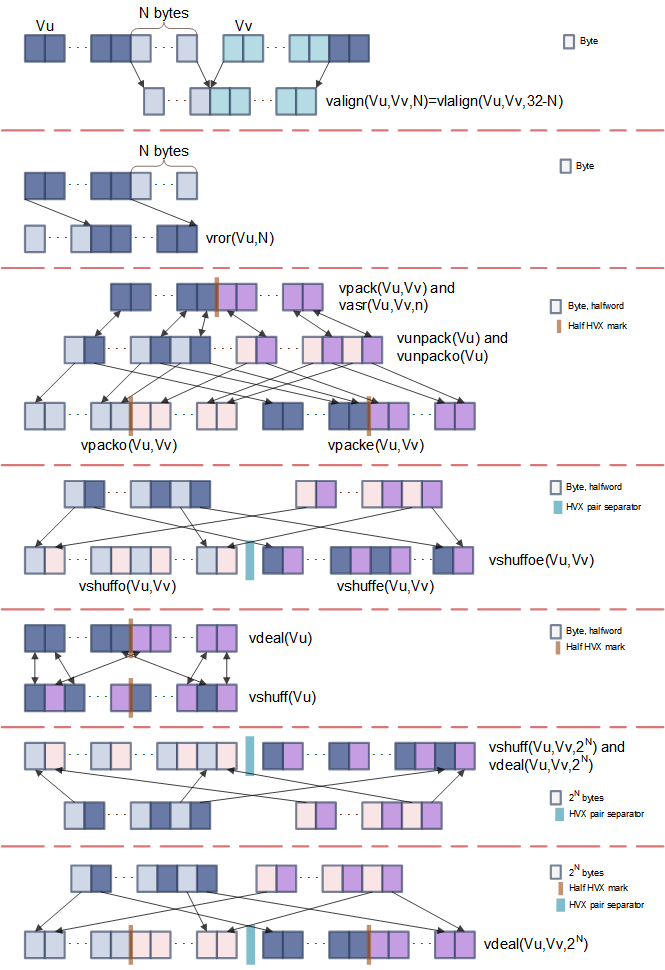 N bytes
Vu
Vv
Byte
valign(Vu,Vv,N)=vlalign(Vu,Vv,32-N)
N bytes
Byte
vror(Vu,N)
vpack(Vu,Vv) and
vasr(Vu,Vv,n)
Byte, halfword
Half HVX mark
vunpack(Vu) and
vunpacko(Vu)
vpacko(Vu,Vv)
vpacke(Vu,Vv)
Byte, halfword
HVX pair separator
vshuffoe(Vu,Vv)
vshuffo(Vu,Vv)
vshuffe(Vu,Vv)
vdeal(Vu)
Byte, halfword
Half HVX mark
vshuff(Vu)
vshuff(Vu,Vv,2^N) and
vdeal(Vu,Vv,2^N)
2^N bytes
HVX pair separator
2^N bytes
Half HVX mark
HVX pair separator
vdeal(Vu,Vv,2^N)